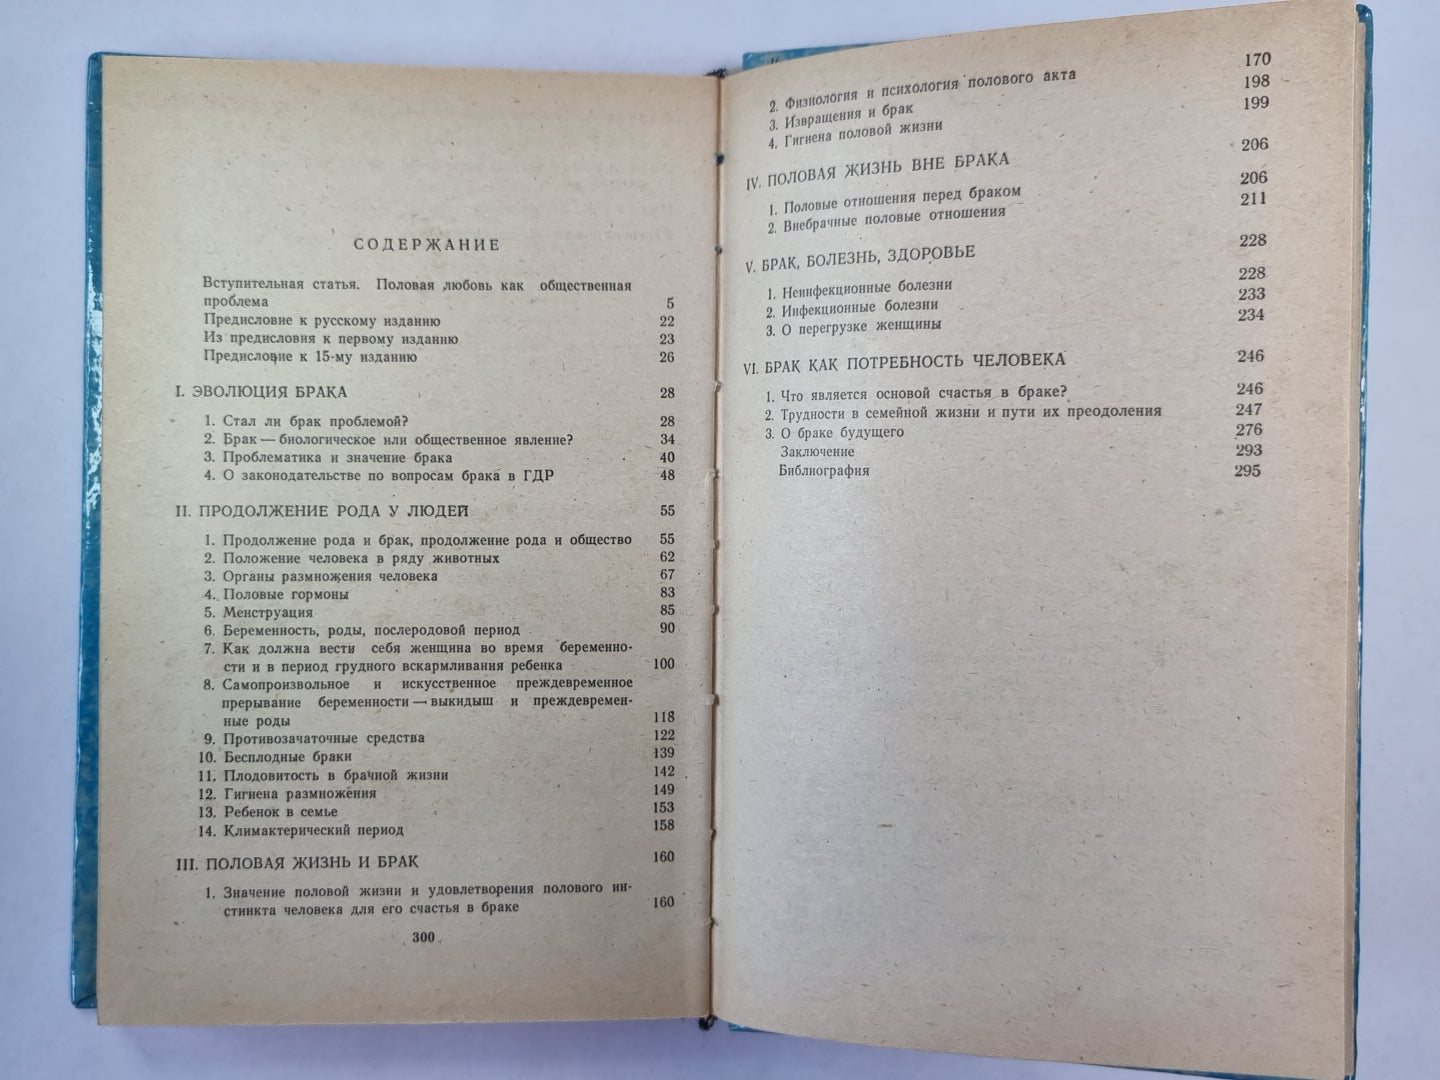 СОДЕРЖАНИЕ
Вступительная статья. Половая любовь как общественная
проблема 5
Предисловие к русскому изданию 22
Из предисловия к первому изданию 23
Предисловие к 15-му изданию 26
I. ЭВОЛЮЦИЯ БРАКА 28
1. Стал ли брак проблемой? 28
2. Брак — биологическое или общественное явление? 34
3. Проблематика и значение брака 40
4. О законодательстве по вопросам брака в ГДР 48
II. ПРОДОЛЖЕНИЕ РОДА У ЛЮДЕЙ 55
1. Продолжение рода и брак, продолжение рода и общество 55
2. Положение человека в ряду животных 62
3. Органы размножения человека 67
4. Половые гормоны 83
5. Менструация 85
6. Беременность, роды, послеродовой период 90
7. Как должна вести себя женщина во время беременно-
сти и в период грудного вскармливания ребенка 100
8. Самопроизвольное и искусственное преждевременное
прерывание беременности — выкидыш и преждевремен-
ные роды 118
9. Противозачаточные средства 122
10. Бесплодные браки 139
11. Плодовитость в брачной жизни 142
12. Гигиена размножения 149
13. Ребенок в семье 153
14. Климактерический период 158
III. ПОЛОВАЯ ЖИЗНЬ И БРАК 160
1. Значение половой жизни и удовлетворения полового ин-
стинкта человека для его счастья в браке 160
300
2. Физиология и психология полового акта 170
3. Извращения и брак 198
4. Гигиена половой жизни 199
IV. ПОЛОВАЯ ЖИЗНЬ ВНЕ БРАКА 206
1. Половые отношения перед браком 206
2. Внебрачные половые отношения 211
V. БРАК, БОЛЕЗНЬ, ЗДОРОВЬЕ 228
1. Неинфекционные болезни 228
2. Инфекционные болезни 233
3. О перегрузке женщины 234
VI. БРАК КАК ПОТРЕБНОСТЬ ЧЕЛОВЕКА 246
1. Что является основой счастья в браке? 246
2. Трудности в семейной жизни и пути их преодоления 247
3. О браке будущего 276
Заключение 293
Библиография 295